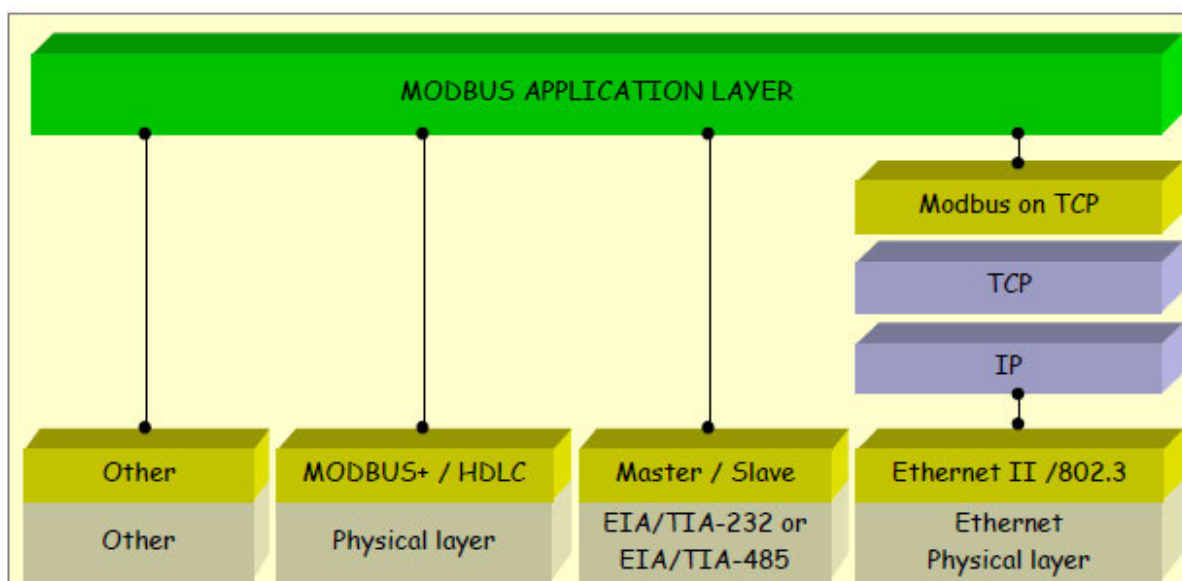 MODBUS APPLICATION LAYER
Modbus on TCP
TCP
IP
Other
MODBUS+ / HDLC
Master / Slave
Ethernet II /802.3
Other
Physical layer
EIA/TIA-232 or
EIA/TIA-485
Ethernet
Physical layer